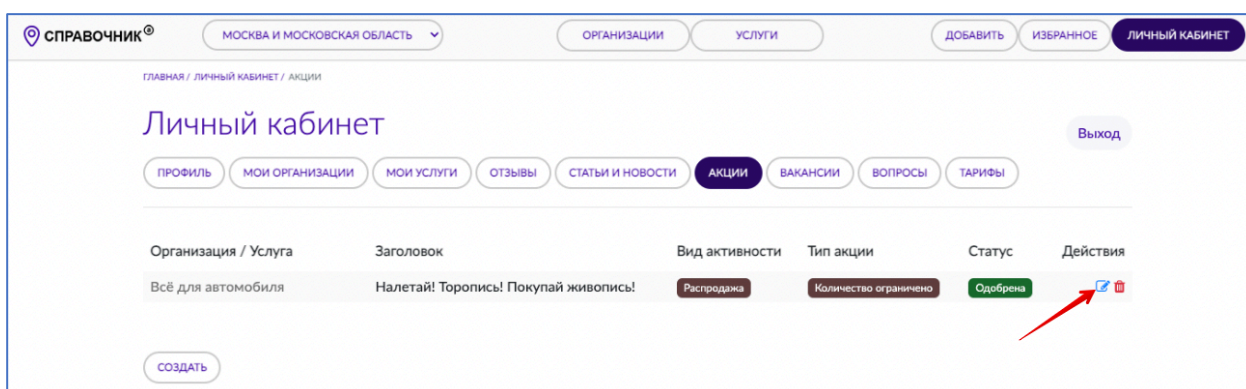 СПРАВОЧНИК® МОСКВА И МОСКОВСКАЯ ОБЛАСТЬ ОРГАНИЗАЦИИ УСЛУГИ ДОБАВИТЬ ИЗБРАННОЕ ЛИЧНЫЙ КАБИНЕТ
ГЛАВНАЯ / ЛИЧНЫЙ КАБИНЕТ / АКЦИИ
Личный кабинет Выход
ПРОФИЛЬ МОИ ОРГАНИЗАЦИИ МОИ УСЛУГИ ОТЗЫВЫ СТАТЬИ И НОВОСТИ АКЦИИ ВАКАНСИИ ВОПРОСЫ ТАРИФЫ
Организация / Услуга Заголовок Вид активности Тип акции Статус Действия
Всё для автомобиля Налетай! Торопись! Покупай живопись! Распродажа Количество ограничено Одобрена
СОЗДАТЬ